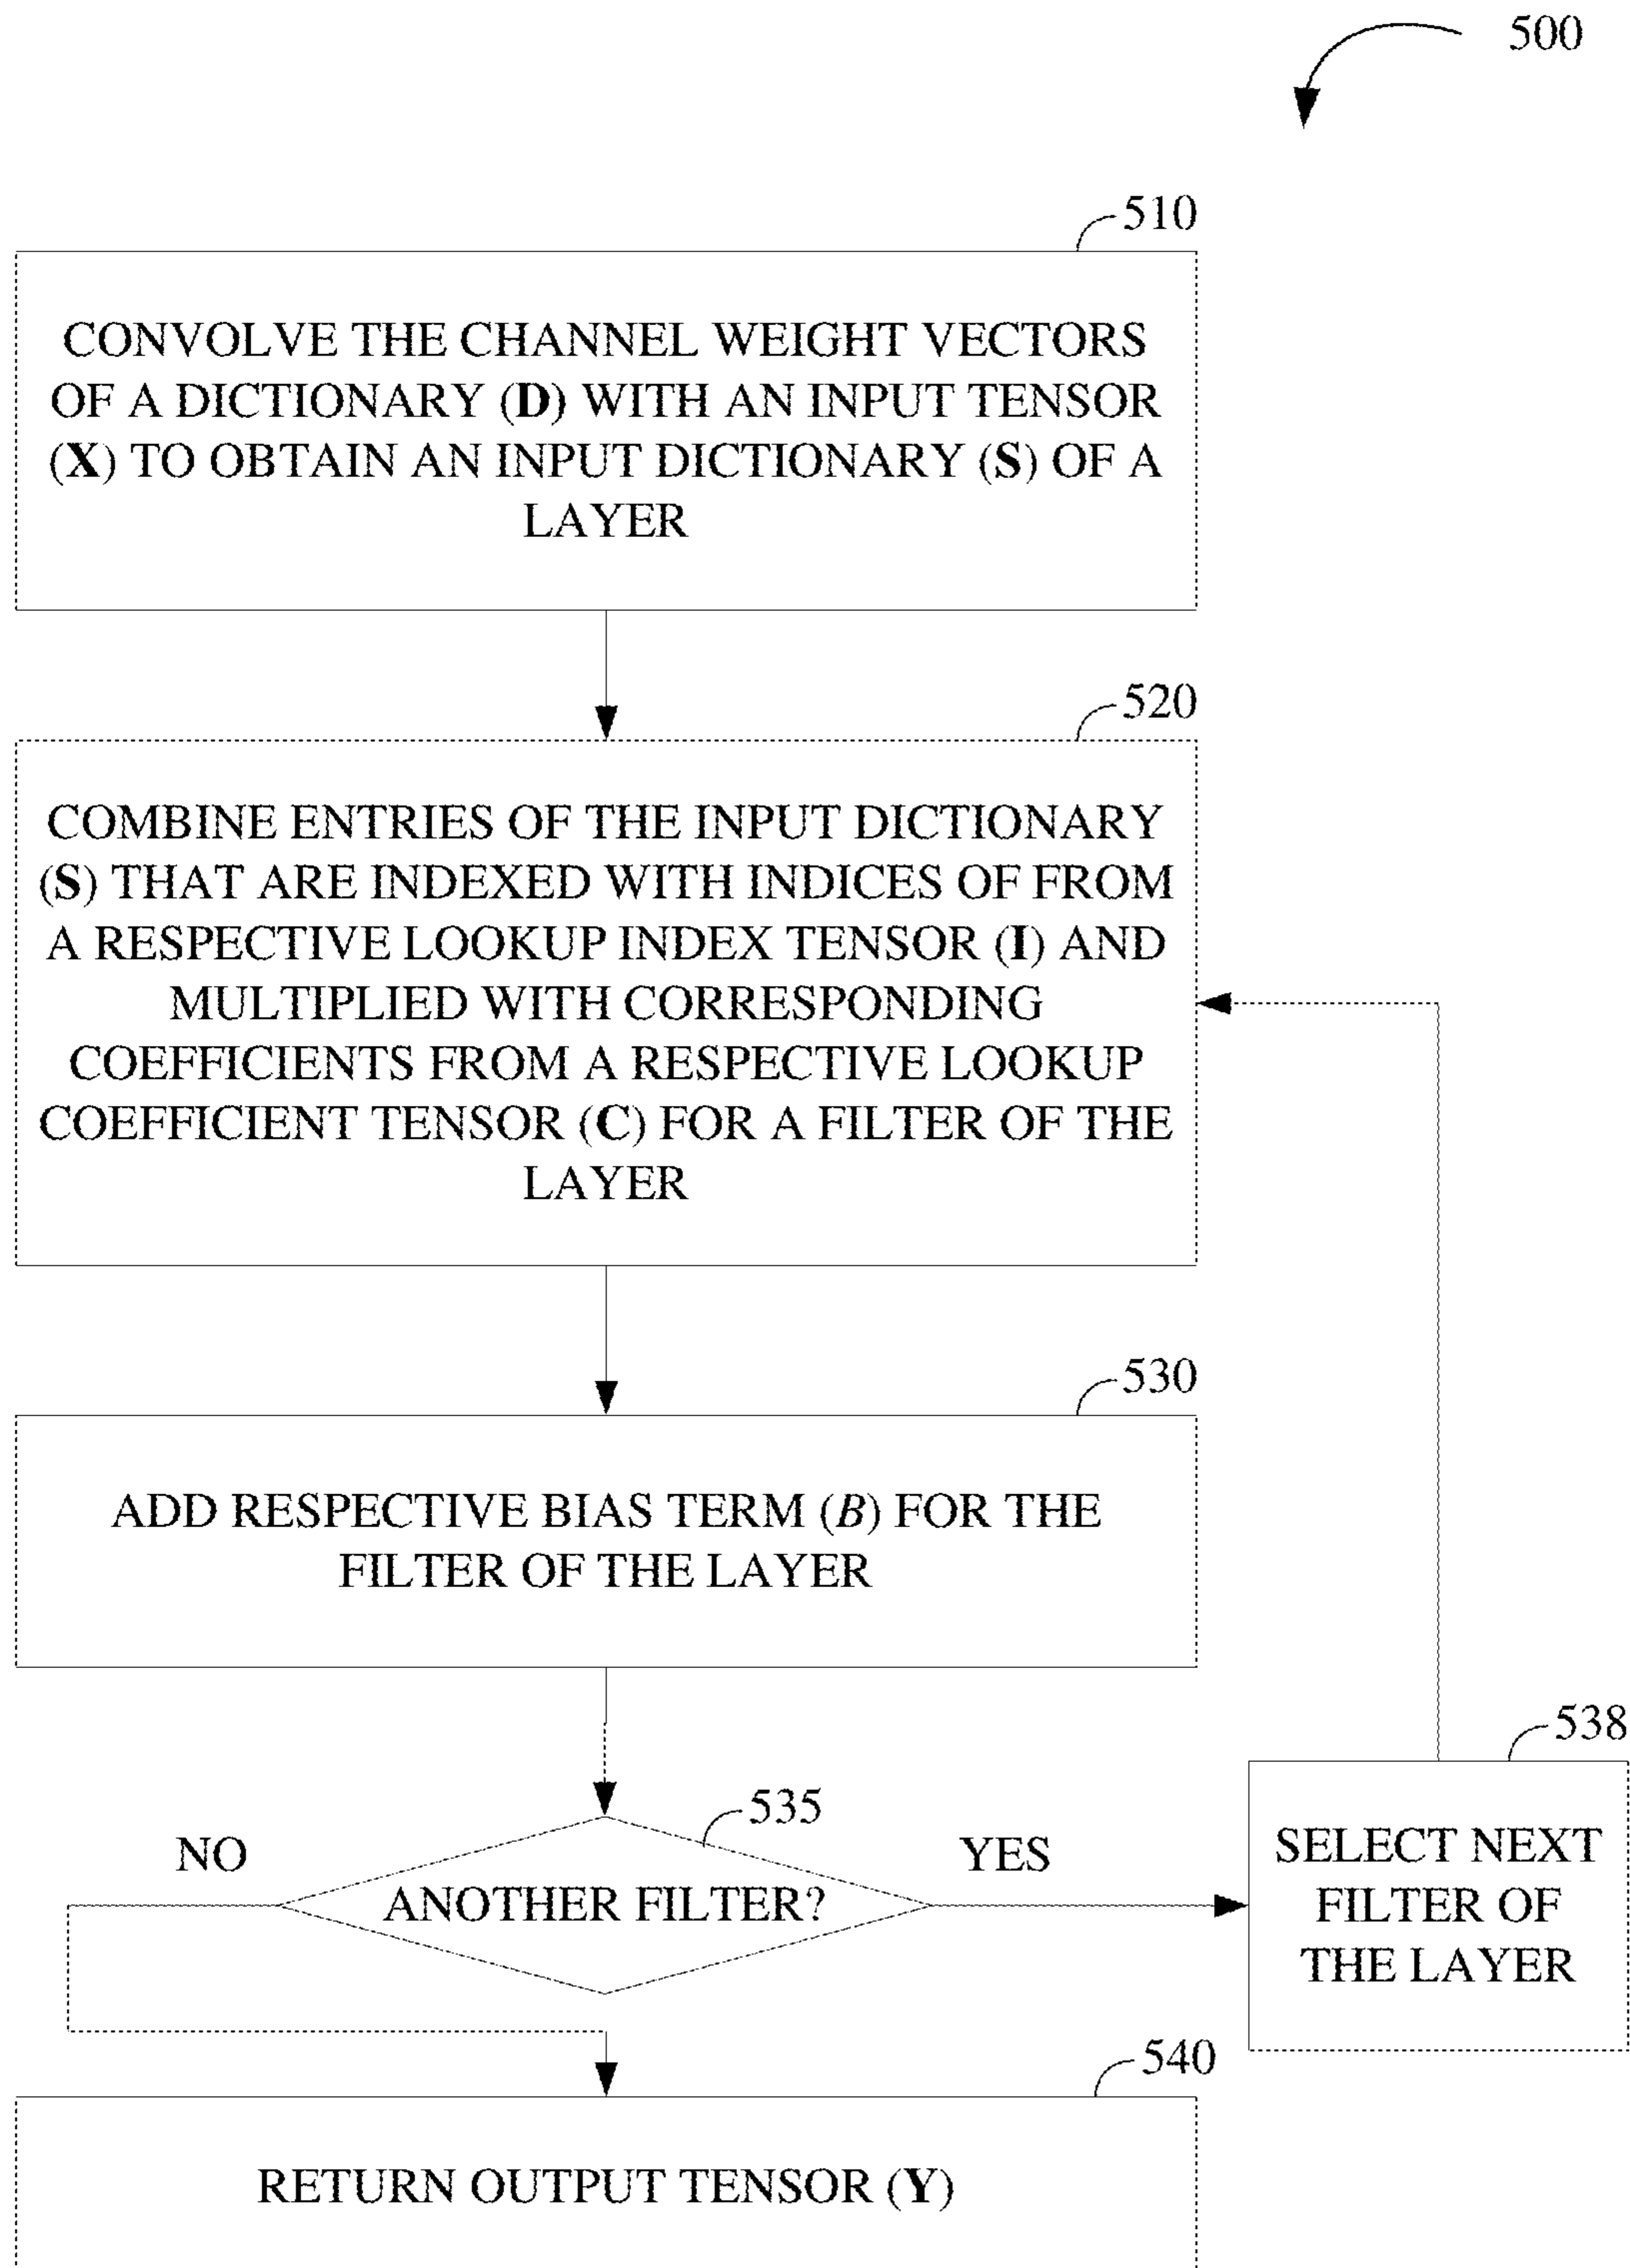 500
510
CONVOLVE THE CHANNEL WEIGHT VECTORS
OF A DICTIONARY (D) WITH AN INPUT TENSOR
(X) TO OBTAIN AN INPUT DICTIONARY (S) OF A
LAYER
520
COMBINE ENTRIES OF THE INPUT DICTIONARY
(S) THAT ARE INDEXED WITH INDICES OF FROM
A RESPECTIVE LOOKUP INDEX TENSOR (I) AND
MULTIPLIED WITH CORRESPONDING
COEFFICIENTS FROM A RESPECTIVE LOOKUP
COEFFICIENT TENSOR (C) FOR A FILTER OF THE
LAYER
530
ADD RESPECTIVE BIAS TERM (B) FOR THE
FILTER OF THE LAYER
538
535
NO
YES
ANOTHER FILTER?
SELECT NEXT
FILTER OF
THE LAYER
540
RETURN OUTPUT TENSOR (Y)